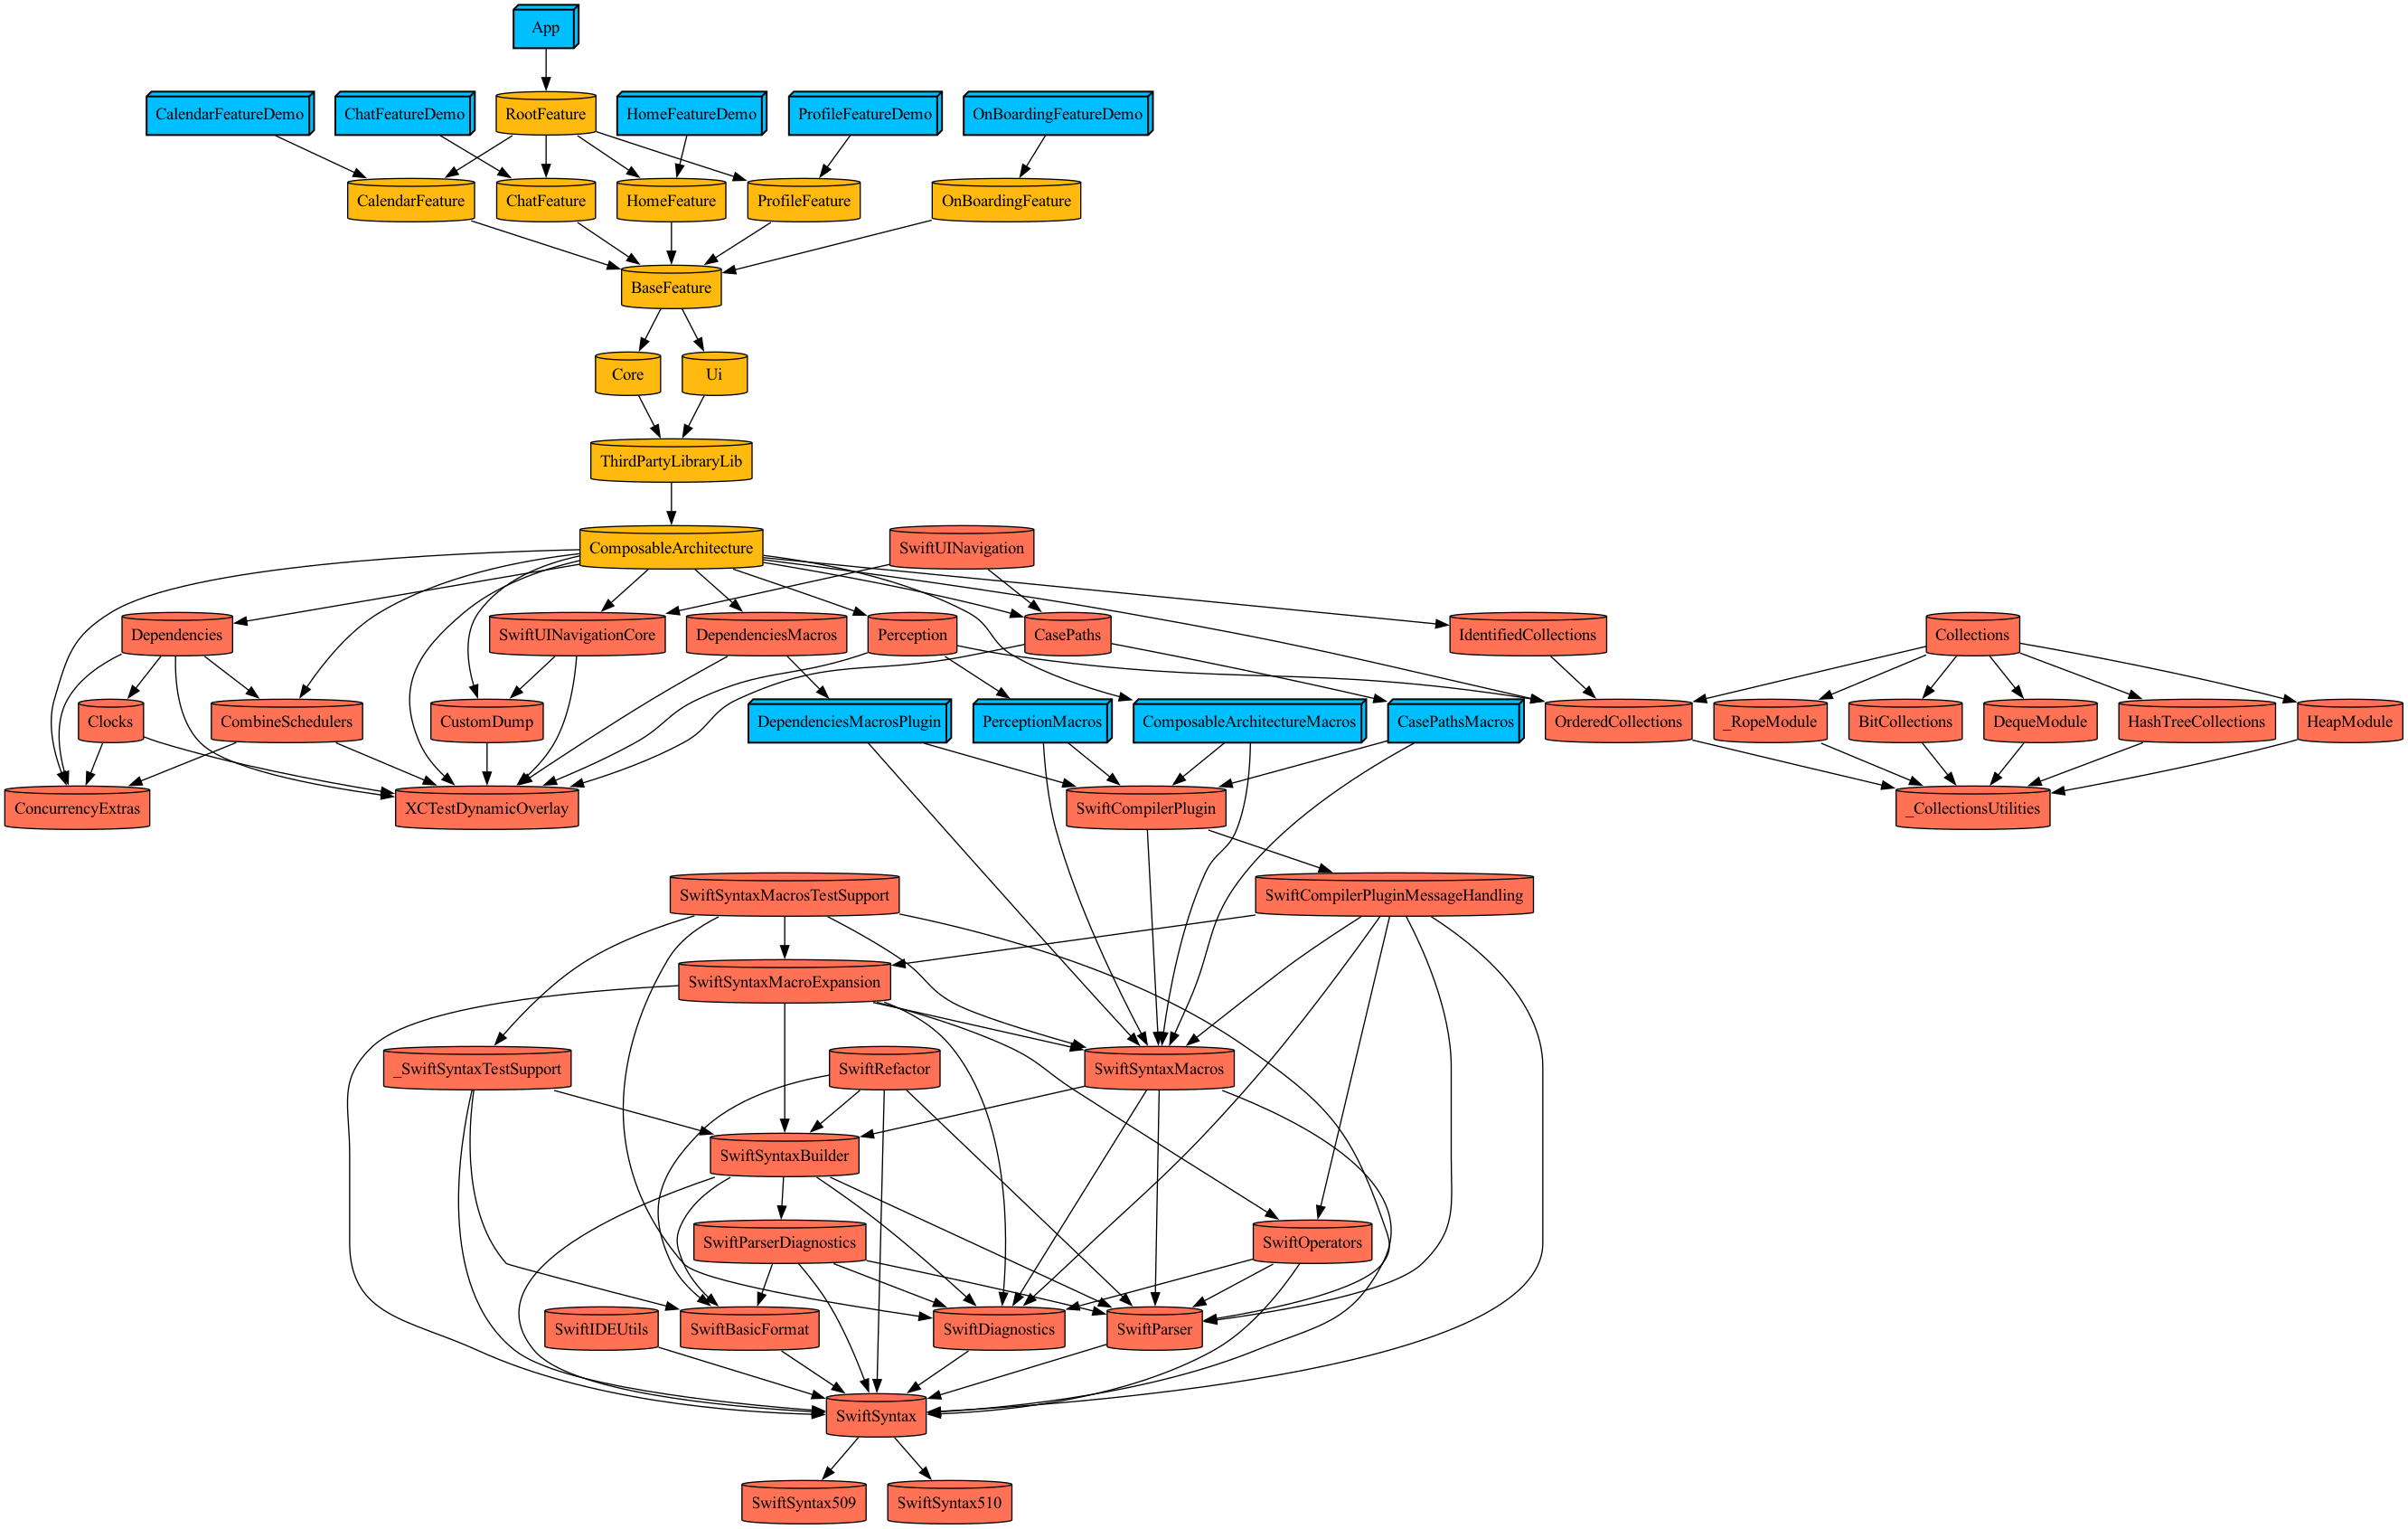 App
CalendarFeatureDemo
ChatFeatureDemo
RootFeature
HomeFeatureDemo
ProfileFeatureDemo
OnBoardingFeatureDemo
CalendarFeature
ChatFeature
HomeFeature
ProfileFeature
OnBoardingFeature
BaseFeature
Core
Ui
ThirdPartyLibraryLib
ComposableArchitecture
SwiftUINavigation
Dependencies
SwiftUINavigationCore
DependenciesMacros
Perception
CasePaths
IdentifiedCollections
Collections
Clocks
CombineSchedulers
CustomDump
DependenciesMacrosPlugin
PerceptionMacros
ComposableArchitectureMacros
CasePathsMacros
OrderedCollections
_RopeModule
BitCollections
DequeModule
HashTreeCollections
HeapModule
ConcurrencyExtras
XCTestDynamicOverlay
SwiftCompilerPlugin
_CollectionsUtilities
SwiftSyntaxMacrosTestSupport
SwiftCompilerPluginMessageHandling
SwiftSyntaxMacroExpansion
_SwiftSyntaxTestSupport
SwiftRefactor
SwiftSyntaxMacros
SwiftSyntaxBuilder
SwiftParserDiagnostics
SwiftOperators
SwiftIDEUtils
SwiftBasicFormat
SwiftDiagnostics
SwiftParser
SwiftSyntax
SwiftSyntax509
SwiftSyntax510